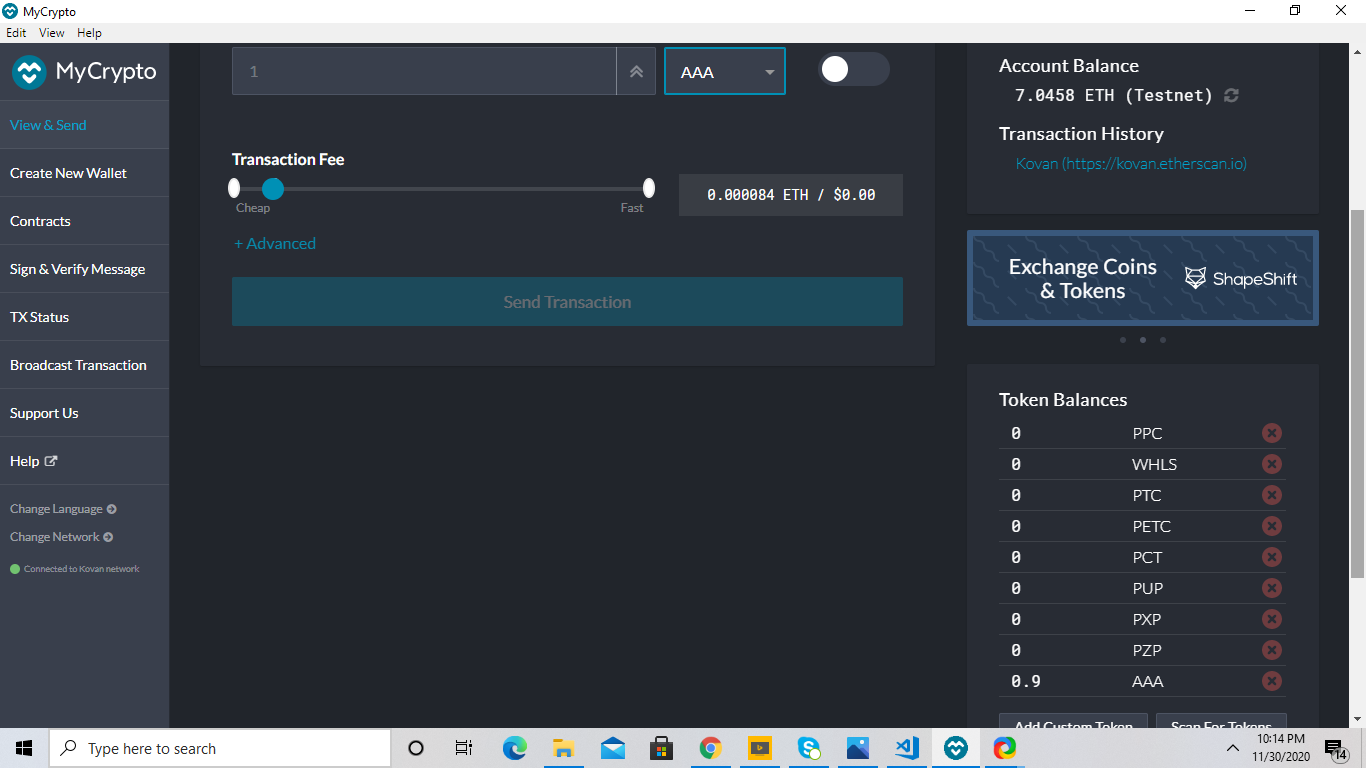 MyCrypto
Edit View Help
MyCrypto
View & Send
Create New Wallet
Contracts
Sign & Verify Message
TX Status
Broadcast Transaction
Support Us
Help
Change Language
Change Network
Connected to Kovan network
1
AAA
Transaction Fee
Cheap
Fast
0.000084 ETH / $0.00
+ Advanced
Send Transaction
Account Balance
7.0458 ETH (Testnet)
Transaction History
Kovan (https://kovan.etherscan.io)
Exchange Coins
& Tokens
ShapeShift
Token Balances
0 PPC
0 WHLS
0 PTC
0 PETC
0 PCT
0 PUP
0 PXP
0 PZP
0.9 AAA
Add Custom Token Scan For Tokens
Type here to search
10:14 PM
11/30/2020
14